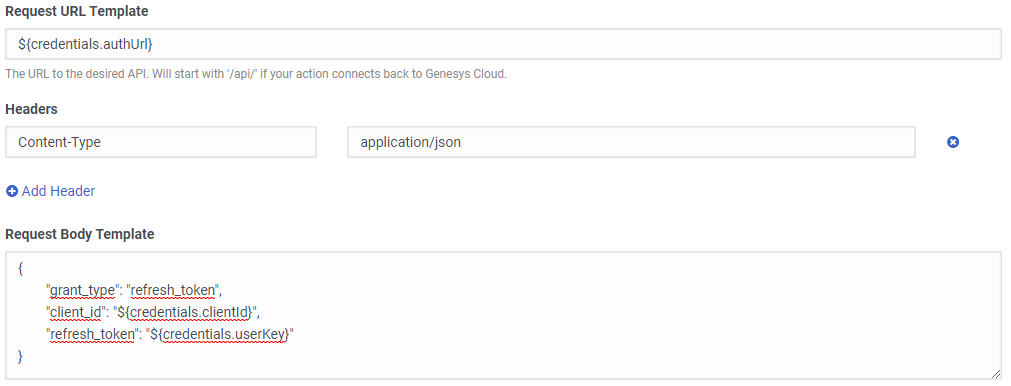 Request URL Template
${credentials.authUrl}
The URL to the desired API. Will start with '/api/' if your action connects back to Genesys Cloud.
Headers
Content-Type application/json
Add Header
Request Body Template
{
"grant_type": "refresh_token",
"client_id": "${credentials.clientId}",
"refresh_token": "${credentials.userKey}"
}